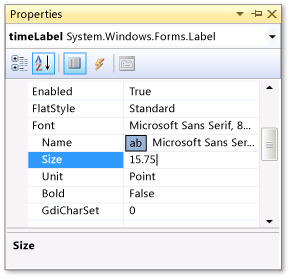 Properties
timeLabel System.Windows.Forms.Label
Enabled True
FlatStyle Standard
Font Microsoft Sans Serif, 8...
Name ab Microsoft Sans Ser...
Size 15.75
Unit Point
Bold False
GdiCharSet 0
Size